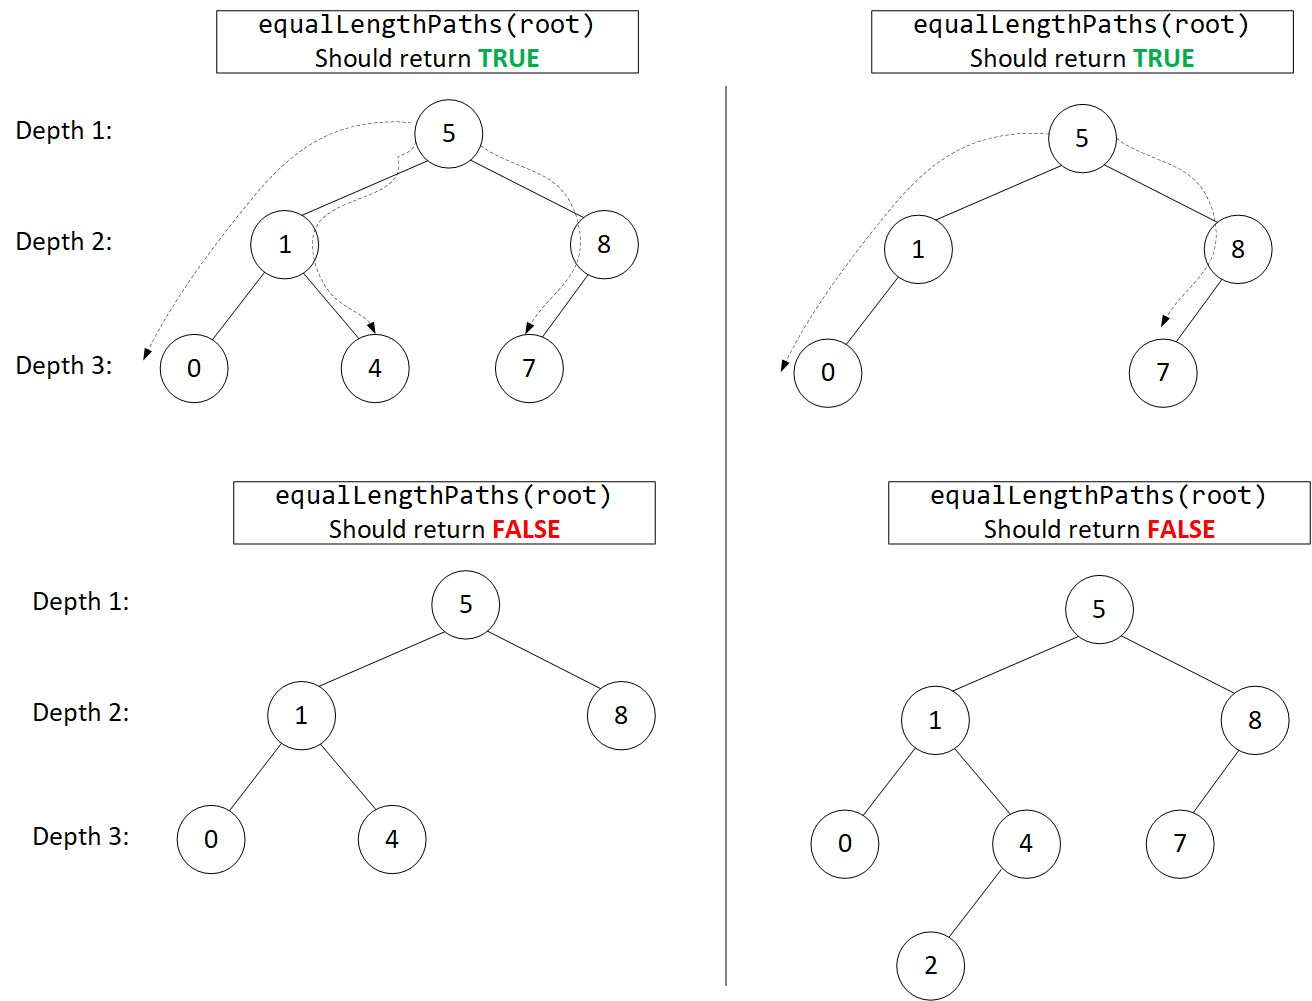 equalLengthPaths(root)
Should return TRUE
equalLengthPaths(root)
Should return TRUE
Depth 1:
5
5
Depth 2:
1
8
1
8
Depth 3:
0
4
7
0
7
equalLengthPaths(root)
Should return FALSE
equalLengthPaths(root)
Should return FALSE
Depth 1:
5
5
Depth 2:
1
8
1
8
Depth 3:
0
4
0
4
7
2